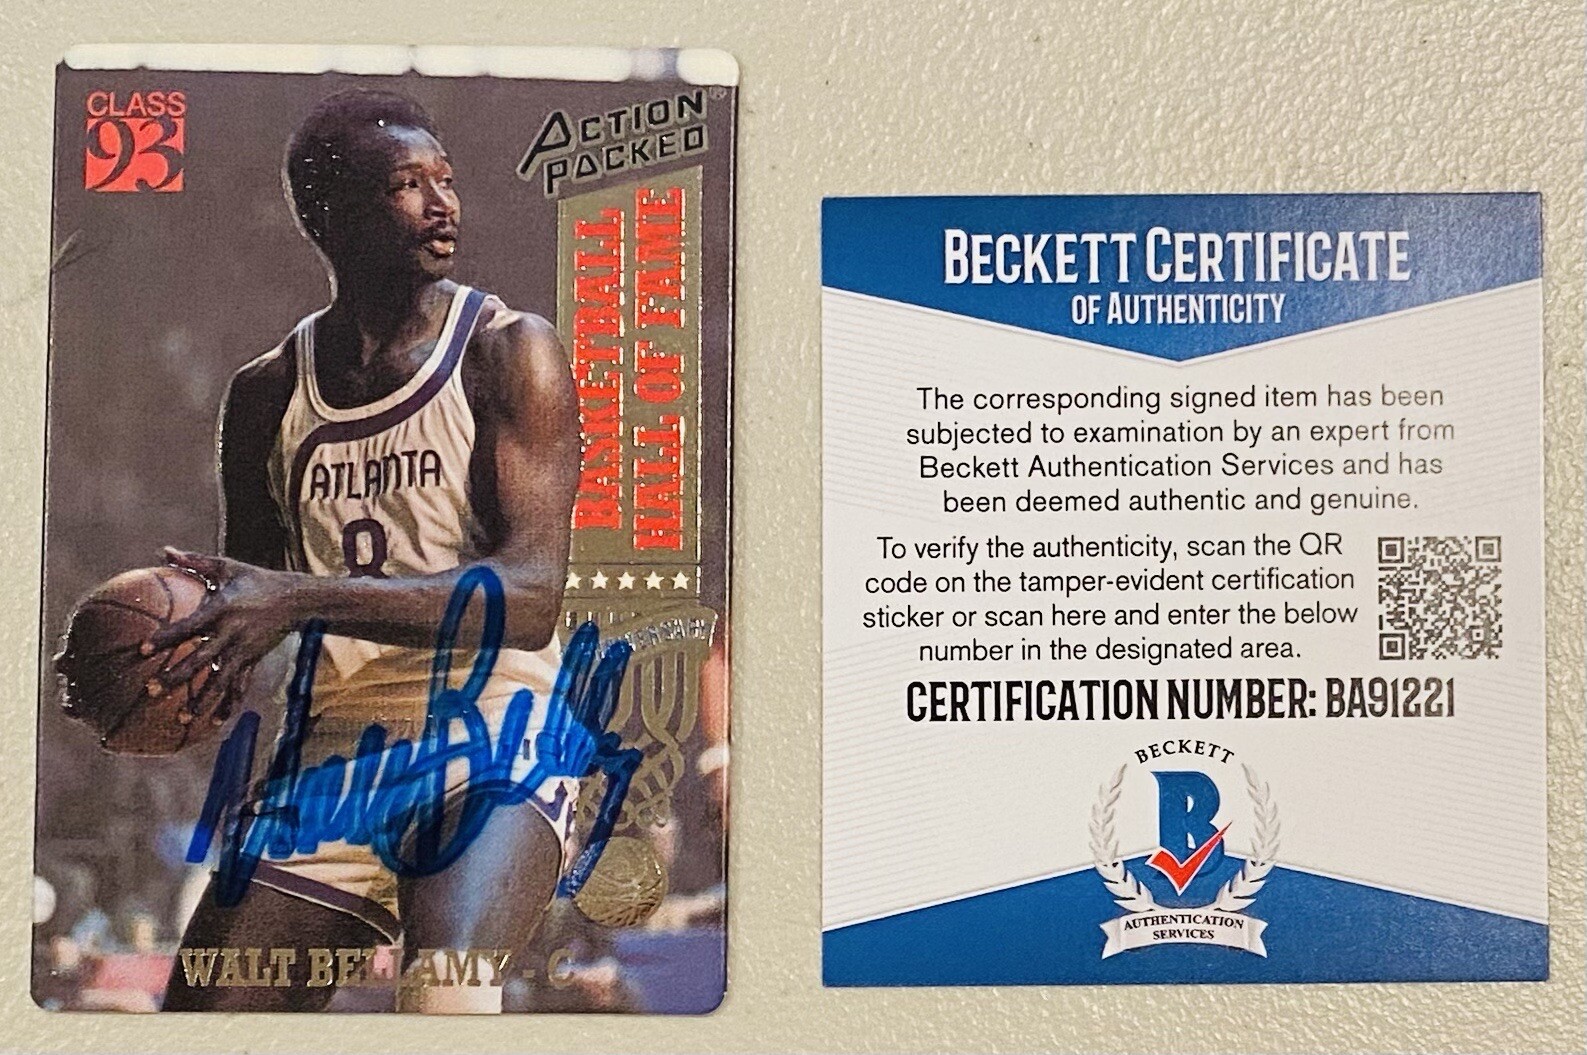 CLASS
93
ACTION
PACKED
®
BASKETBALL
HALL OF FAME
ATLANTA
8
Walt Bellamy
WALT BELLAMY - C
BECKETT CERTIFICATE
OF AUTHENTICITY
The corresponding signed item has been
subjected to examination by an expert from
Beckett Authentication Services and has
been deemed authentic and genuine.
To verify the authenticity, scan the QR
code on the tamper-evident certification
sticker or scan here and enter the below
number in the designated area.
CERTIFICATION NUMBER: BA91221
BECKETT
B
AUTHENTICATION
SERVICES